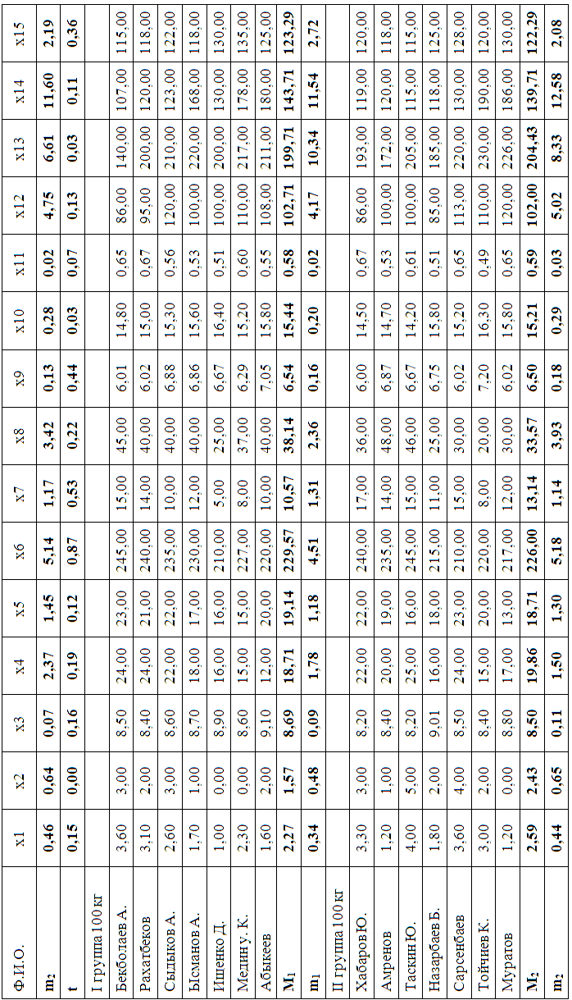 Ф.И.О. х1 х2 х3 х4 х5 х6 х7 х8 х9 х10 х11 х12 х13 х14 х15
m₂ 0,46 0,64 0,07 2,37 1,45 5,14 1,17 3,42 0,13 0,28 0,02 4,75 6,61 11,60 2,19
t 0,15 0,00 0,16 0,19 0,12 0,87 0,53 0,22 0,44 0,03 0,07 0,13 0,03 0,11 0,36
I группа 100 кг
Бекболаев А. 3,60 3,00 8,50 24,00 23,00 245,00 15,00 45,00 6,01 14,80 0,65 86,00 140,00 107,00 115,00
Рахатбеков 3,10 2,00 8,40 24,00 21,00 240,00 14,00 40,00 6,02 15,00 0,67 95,00 200,00 120,00 118,00
Сыдыков А. 2,60 3,00 8,60 22,00 22,00 235,00 10,00 40,00 6,88 15,30 0,56 120,00 210,00 123,00 122,00
Ысманов А. 1,70 1,00 8,70 18,00 17,00 230,00 12,00 40,00 6,86 15,60 0,53 100,00 220,00 168,00 118,00
Ищенко Д. 1,00 0,00 8,90 16,00 16,00 210,00 5,00 25,00 6,67 16,40 0,51 100,00 200,00 130,00 130,00
Медин у. К. 2,30 0,00 8,60 15,00 15,00 227,00 8,00 37,00 6,29 15,20 0,60 110,00 217,00 178,00 135,00
Абыкеев 1,60 2,00 9,10 12,00 20,00 220,00 10,00 40,00 7,05 15,80 0,55 108,00 211,00 180,00 125,00
М₁ 2,27 1,57 8,69 18,71 19,14 229,57 10,57 38,14 6,54 15,44 0,58 102,71 199,71 143,71 123,29
m₁ 0,34 0,48 0,09 1,78 1,18 4,51 1,31 2,36 0,16 0,20 0,02 4,17 10,34 11,54 2,72
II группа 100 кг
Хабаров Ю. 3,30 3,00 8,20 22,00 22,00 240,00 17,00 36,00 6,00 14,50 0,67 86,00 193,00 119,00 120,00
Амренов 1,20 1,00 8,40 20,00 19,00 235,00 14,00 48,00 6,87 14,70 0,53 100,00 172,00 120,00 118,00
Таскин Ю. 4,00 5,00 8,20 25,00 16,00 245,00 15,00 46,00 6,67 14,20 0,61 100,00 205,00 115,00 115,00
Назарбаев Б. 1,80 2,00 9,01 16,00 18,00 215,00 11,00 25,00 6,75 15,80 0,51 85,00 185,00 118,00 125,00
Сарсенбаев 3,60 4,00 8,50 24,00 23,00 210,00 15,00 30,00 6,02 15,20 0,65 113,00 220,00 130,00 128,00
Тойчиев К. 3,00 2,00 8,40 15,00 20,00 220,00 8,00 20,00 7,20 16,30 0,49 110,00 230,00 190,00 120,00
Муратов 1,20 0,00 8,80 17,00 13,00 217,00 12,00 30,00 6,02 15,80 0,65 120,00 226,00 186,00 130,00
М₂ 2,59 2,43 8,50 19,86 18,71 226,00 13,14 33,57 6,50 15,21 0,59 102,00 204,43 139,71 122,29
m₂ 0,44 0,65 0,11 1,50 1,30 5,18 1,14 3,93 0,18 0,29 0,03 5,02 8,33 12,58 2,08